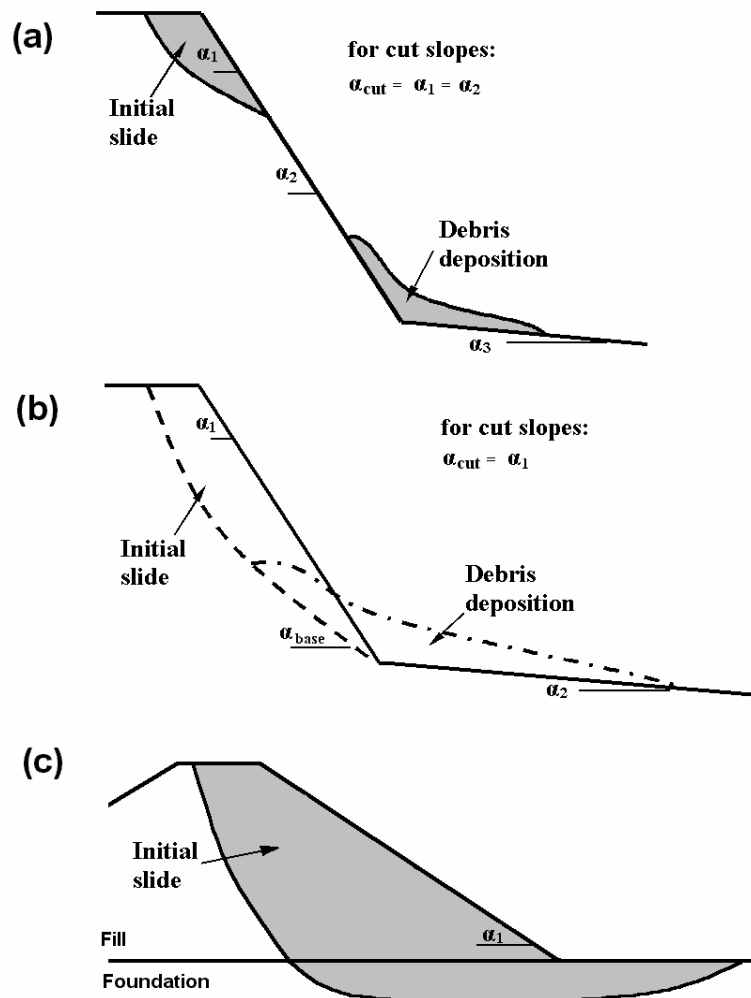 (a)
α1
for cut slopes:
αcut = α1 = α2
Initial
slide
α2
Debris
deposition
α3
(b)
α1
for cut slopes:
αcut = α1
Initial
slide
Debris
deposition
αbase
α2
(c)
Initial
slide
α1
Fill
Foundation